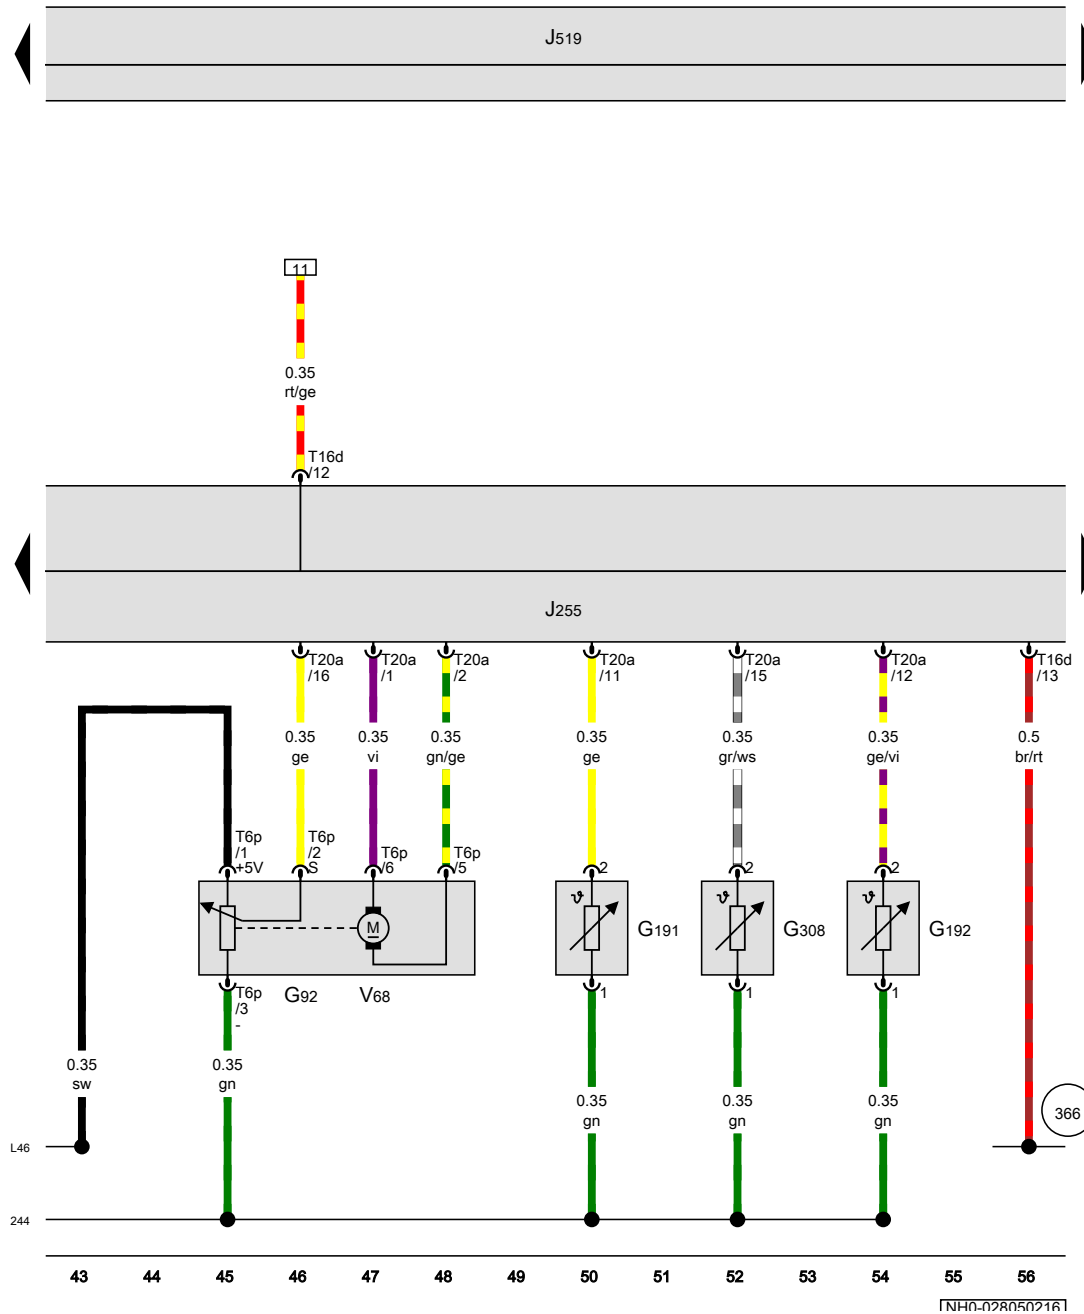 J519
11
0.35
rt/ge
T16d
/12
J255
T20a
/16
T20a
/1
T20a
/2
T20a
/11
T20a
/15
T20a
/12
T16d
/13
0.35
ge
0.35
vi
0.35
gn/ge
0.35
ge
0.35
gr/ws
0.35
ge/vi
0.5
br/rt
T6p
/1
+5V
T6p
/2
S
T6p
/6
T6p
/5
2
2
2
M
G191
G308
G192
T6p
/3
-
G92
V68
1
1
1
0.35
sw
0.35
gn
0.35
gn
0.35
gn
0.35
gn
366
L46
244
43 44 45 46 47 48 49 50 51 52 53 54 55 56
NH0-028050216